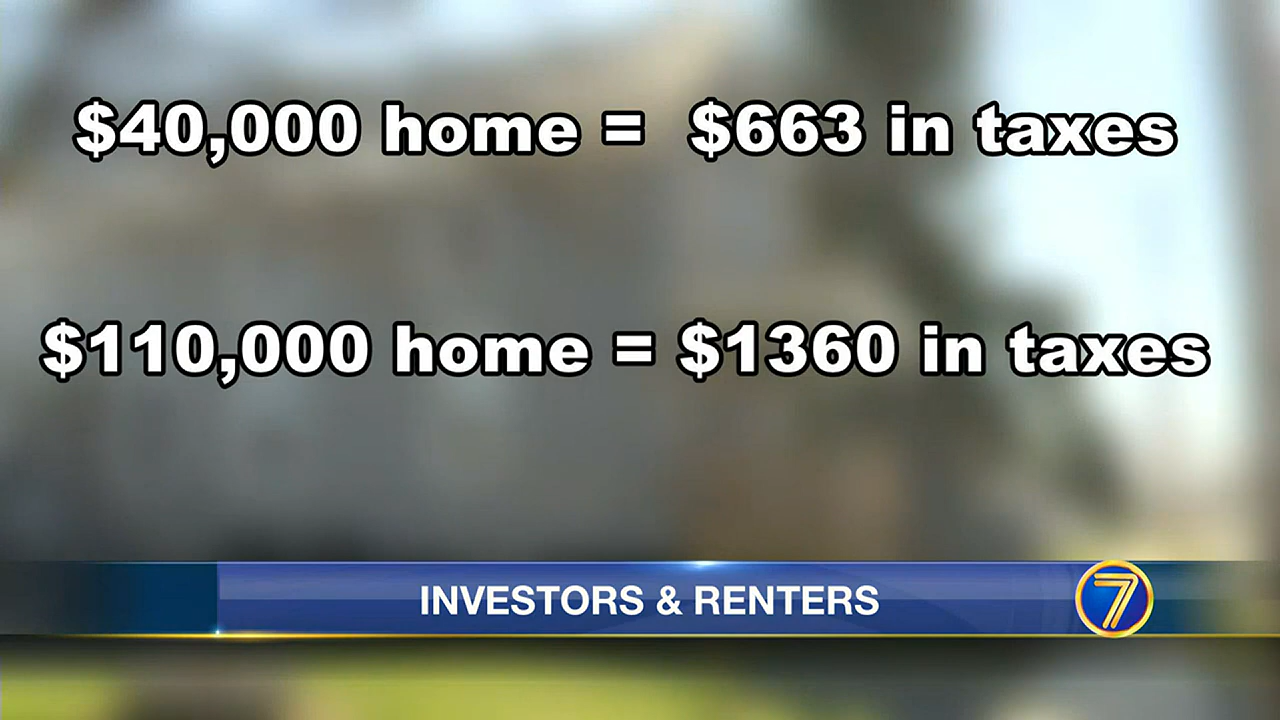 $40,000 home = $663 in taxes
$110,000 home = $1360 in taxes
INVESTORS & RENTERS
7